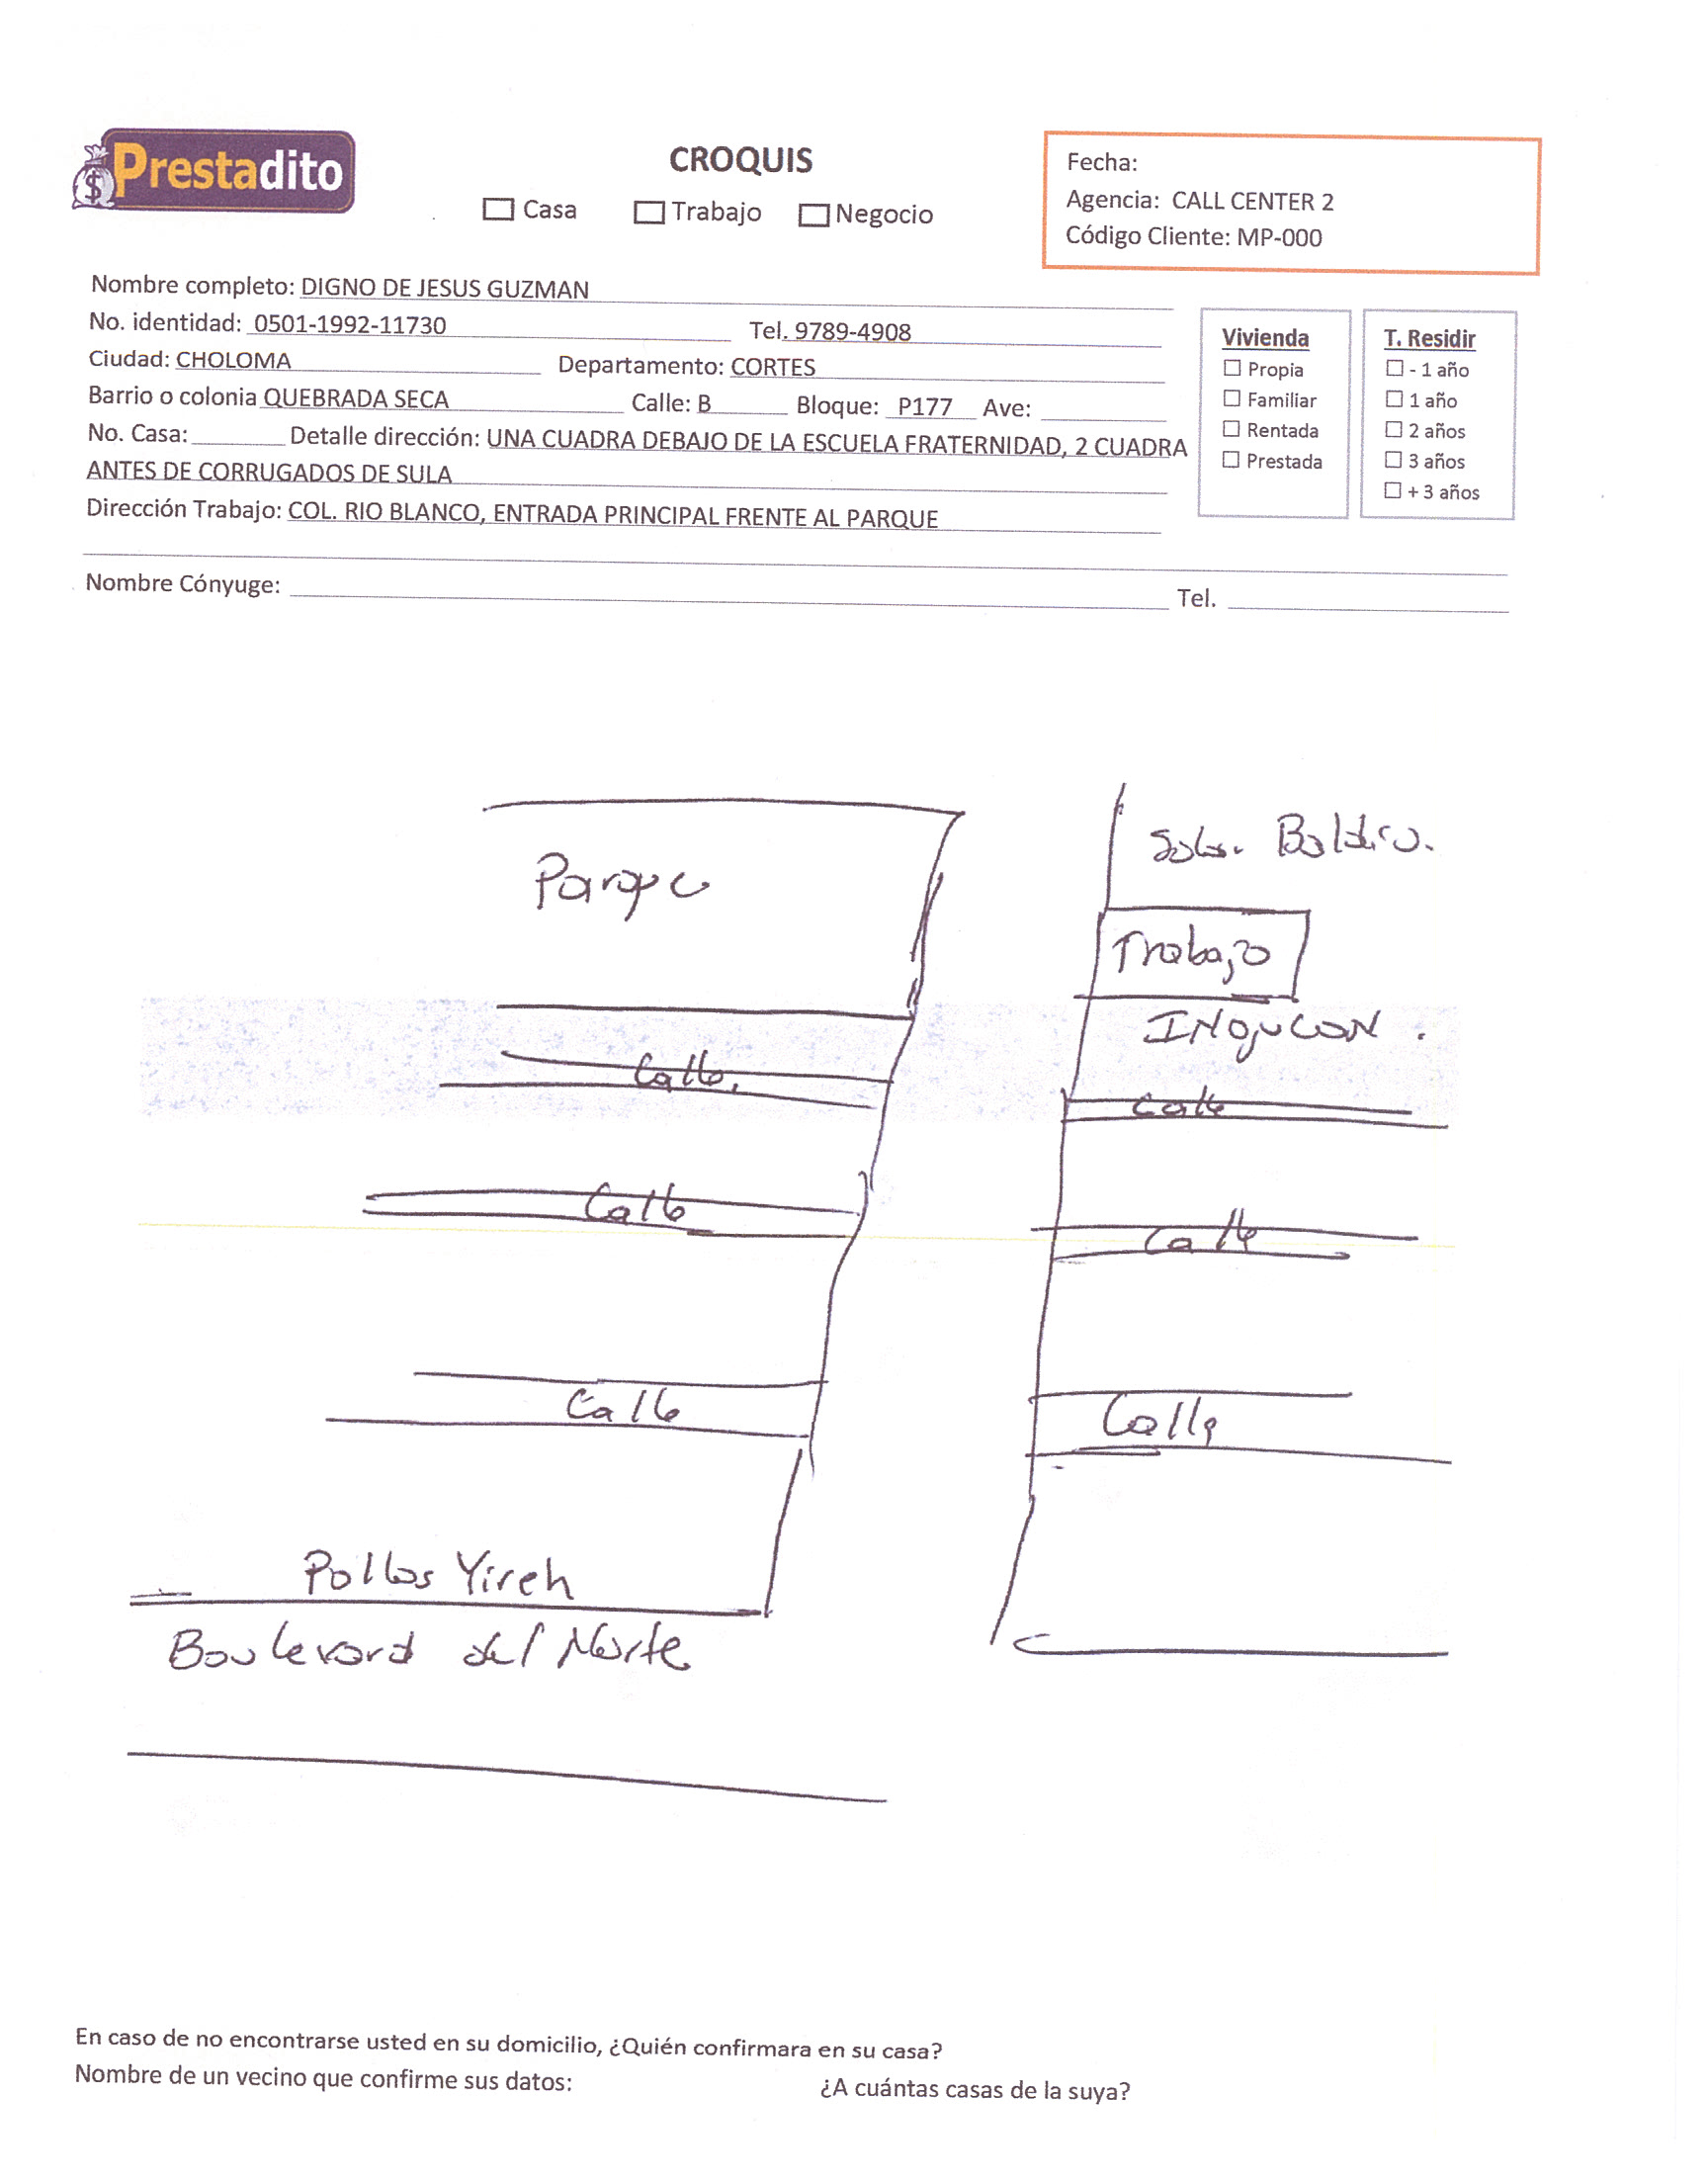 Prestadito
CROQUIS
Casa Trabajo Negocio
Fecha:
Agencia: CALL CENTER 2
Código Cliente: MP-000
Nombre completo: DIGNO DE JESUS GUZMAN
No. identidad: 0501-1992-11730 Tel. 9789-4908
Ciudad: CHOLOMA Departamento: CORTES
Barrio o colonia QUEBRADA SECA Calle: B Bloque: P177 Ave:
No. Casa: Detalle dirección: UNA CUADRA DEBAJO DE LA ESCUELA FRATERNIDAD, 2 CUADRA
ANTES DE CORRUGADOS DE SULA
Dirección Trabajo: COL. RIO BLANCO, ENTRADA PRINCIPAL FRENTE AL PARQUE
Nombre Cónyuge: Tel.
Vivienda
Propia
Familiar
Rentada
Prestada
T. Residir
- 1 año
1 año
2 años
3 años
+ 3 años
Solar Baldio.
Parque
Trabajo
Calle.
Calle
Calle
Calle
Calle
Calle
Pollos Yireh
Boulevard del Norte
En caso de no encontrarse usted en su domicilio, ¿Quién confirmara en su casa?
Nombre de un vecino que confirme sus datos: ¿A cuántas casas de la suya?